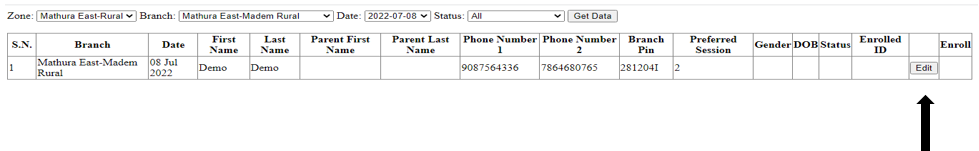 Zone: Mathura East-Rural Branch: Mathura East-Madem Rural Date: 2022-07-08 Status: All Get Data
S.N. Branch Date First Name Last Name Parent First Name Parent Last Name Phone Number 1 Phone Number 2 Branch Pin Preferred Session Gender DOB Status Enrolled ID Enroll
1 Mathura East-Madem Rural 08 Jul 2022 Demo Demo 9087564336 7864680765 281204I 2 Edit